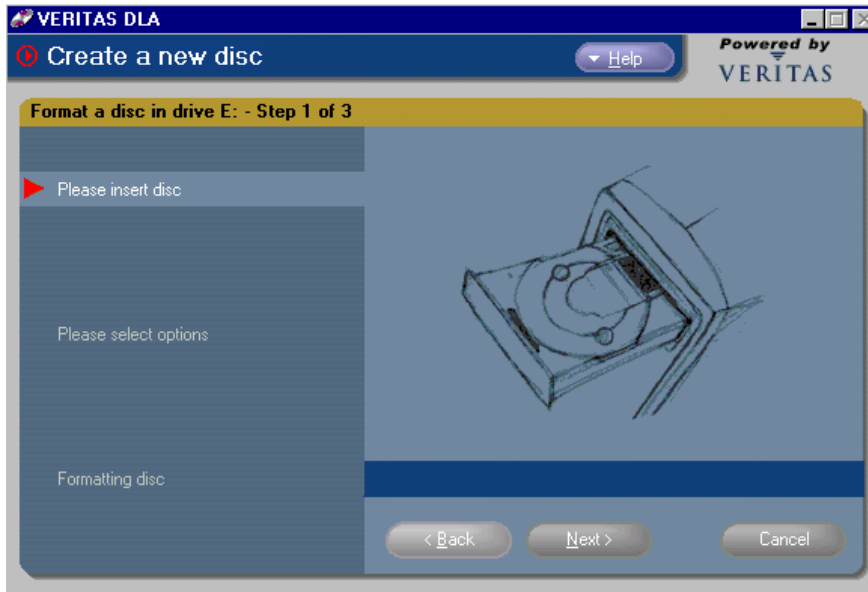 VERITAS DLA
Create a new disc
Help
Powered by
VERITAS
Format a disc in drive E: - Step 1 of 3
Please insert disc
Please select options
Formatting disc
< Back
Next >
Cancel